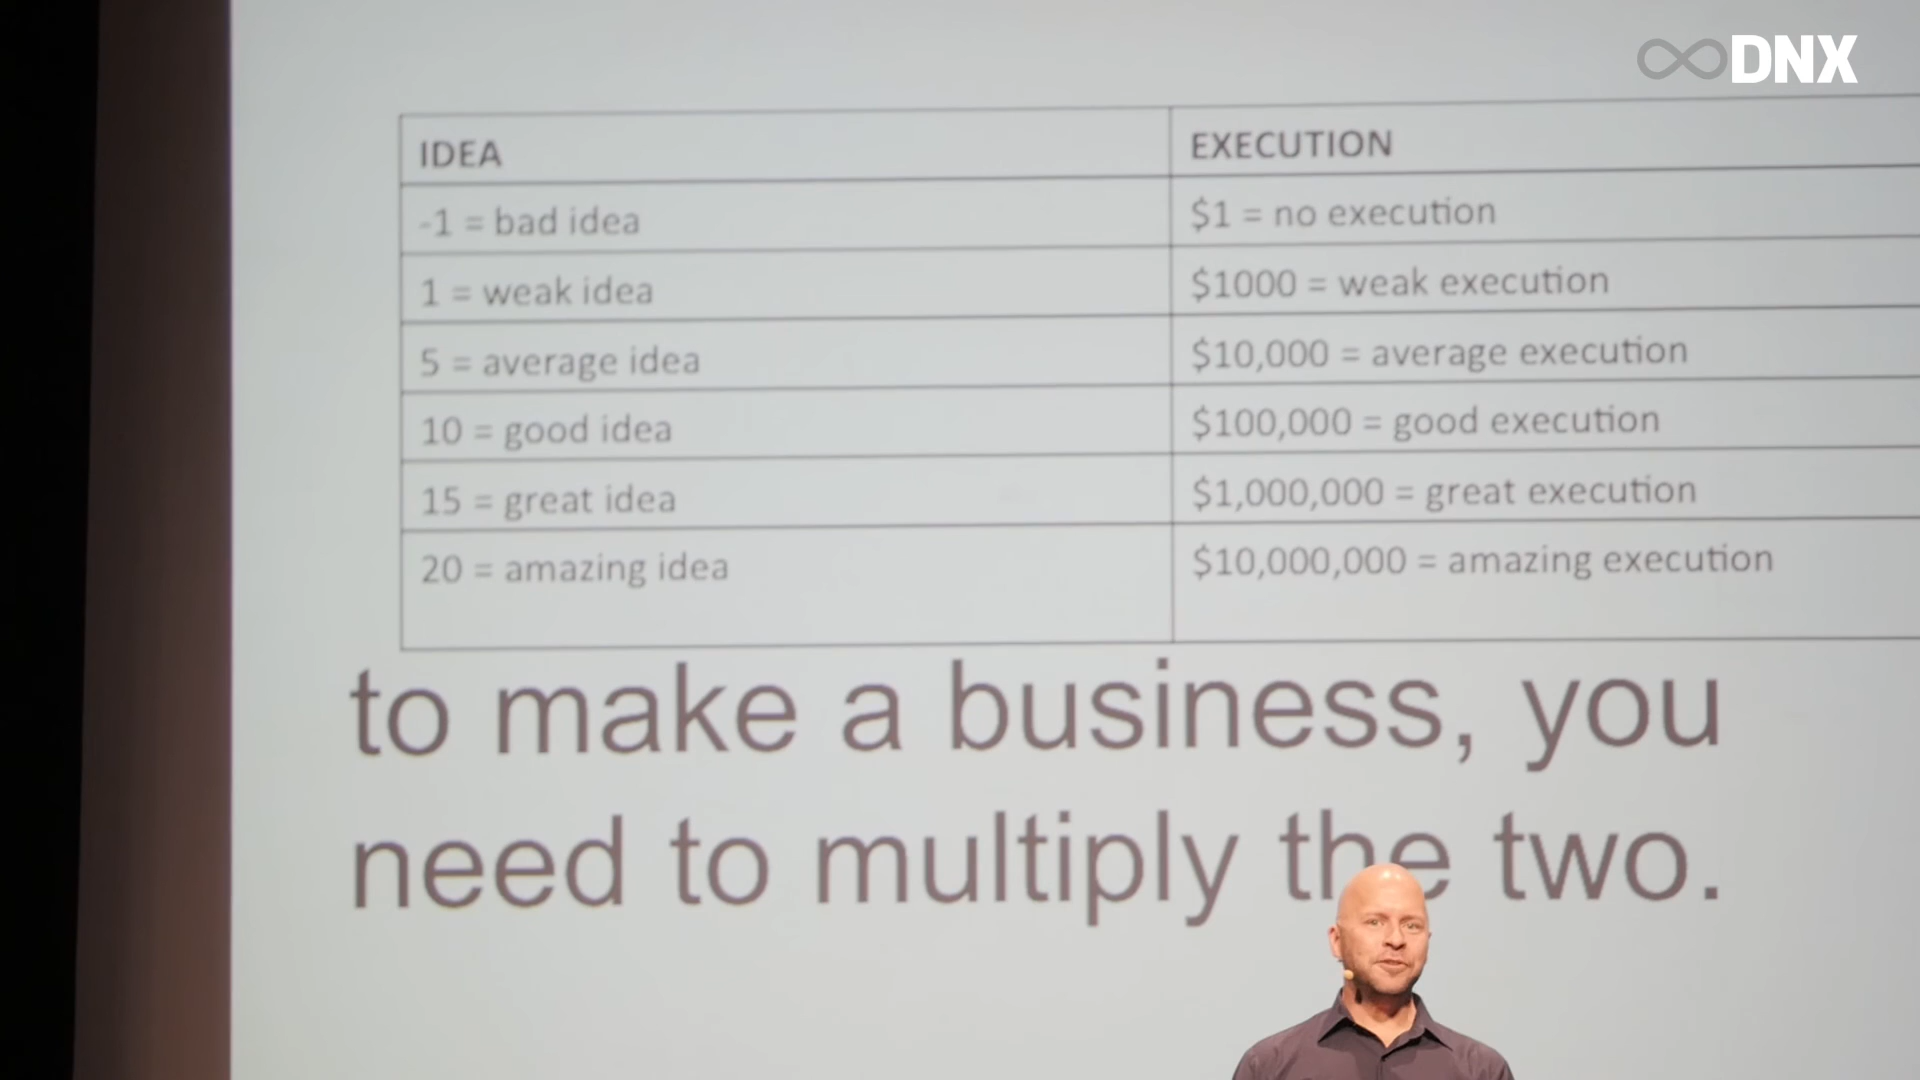 ∞DNX
IDEA EXECUTION
-1 = bad idea $1 = no execution
1 = weak idea $1000 = weak execution
5 = average idea $10,000 = average execution
10 = good idea $100,000 = good execution
15 = great idea $1,000,000 = great execution
20 = amazing idea $10,000,000 = amazing execution
to make a business, you
need to multiply the two.